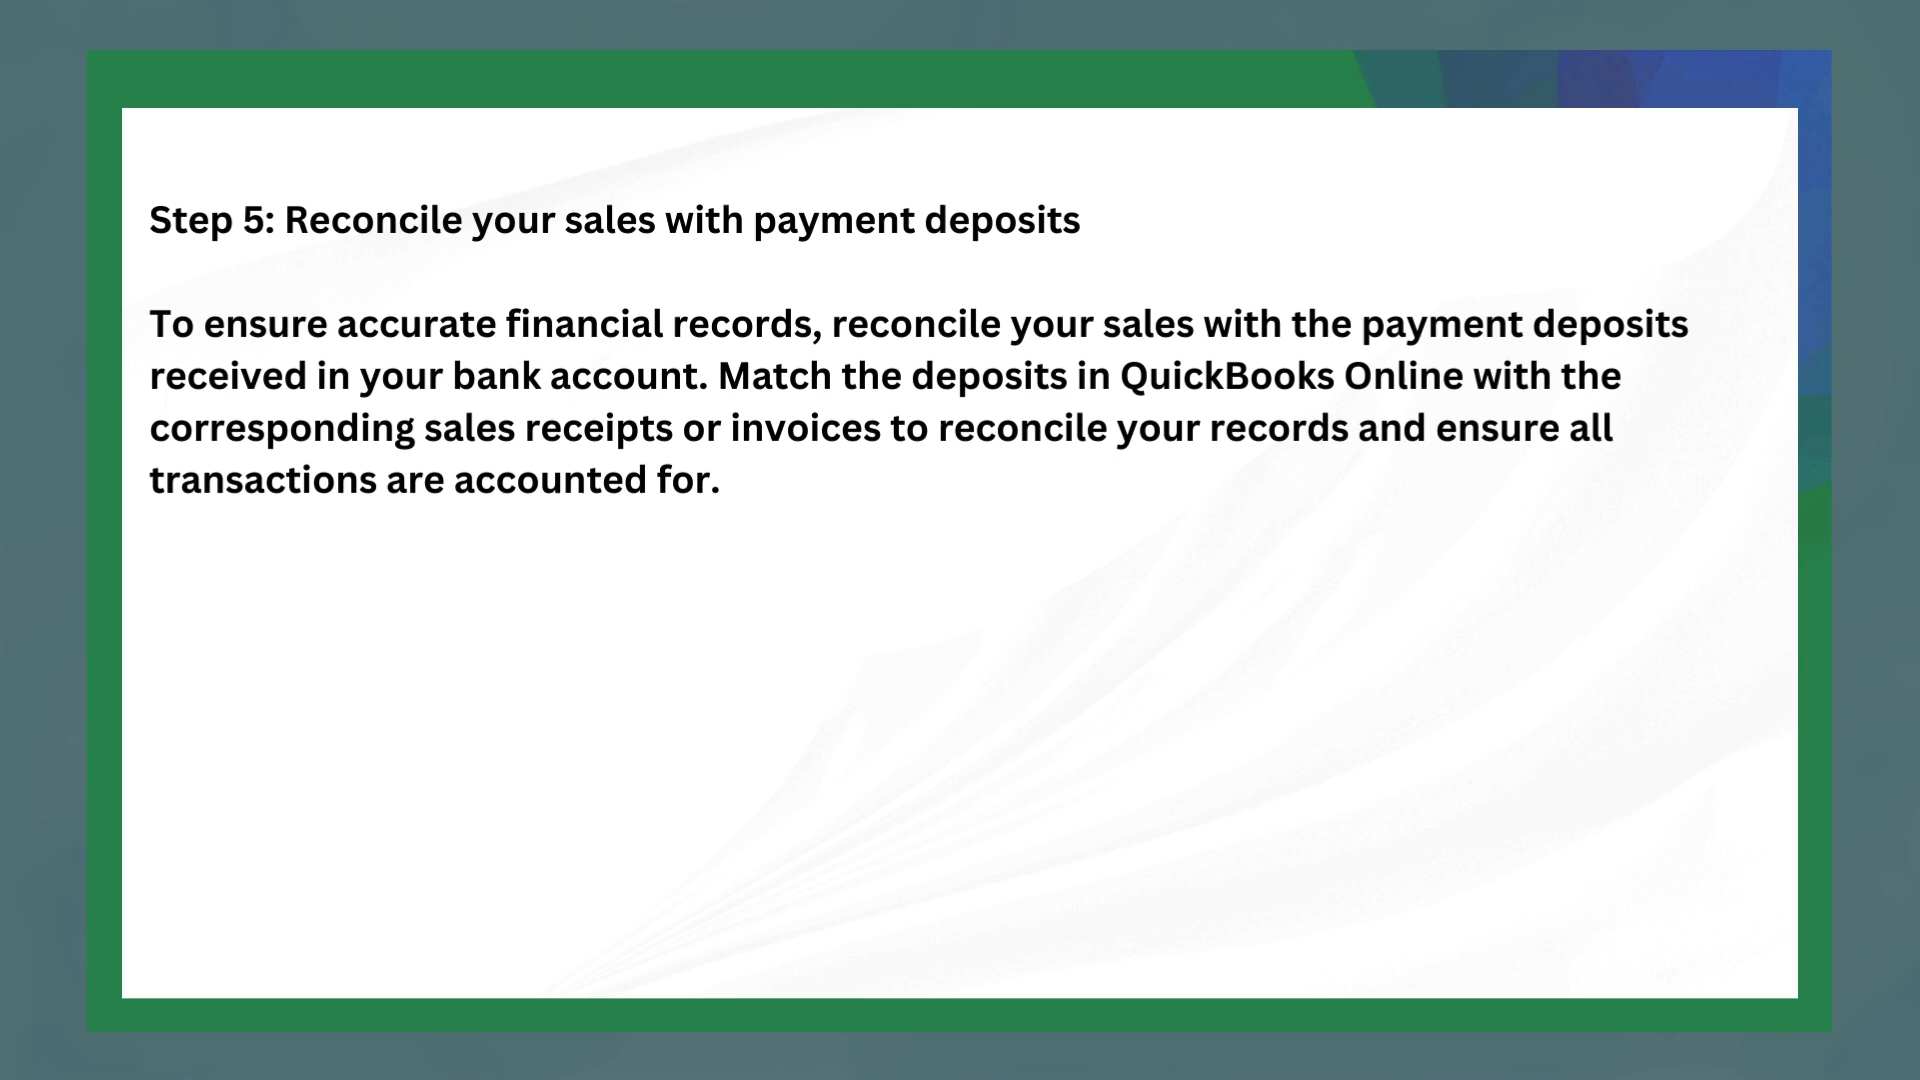 Step 5: Reconcile your sales with payment deposits
To ensure accurate financial records, reconcile your sales with the payment deposits
received in your bank account. Match the deposits in QuickBooks Online with the
corresponding sales receipts or invoices to reconcile your records and ensure all
transactions are accounted for.